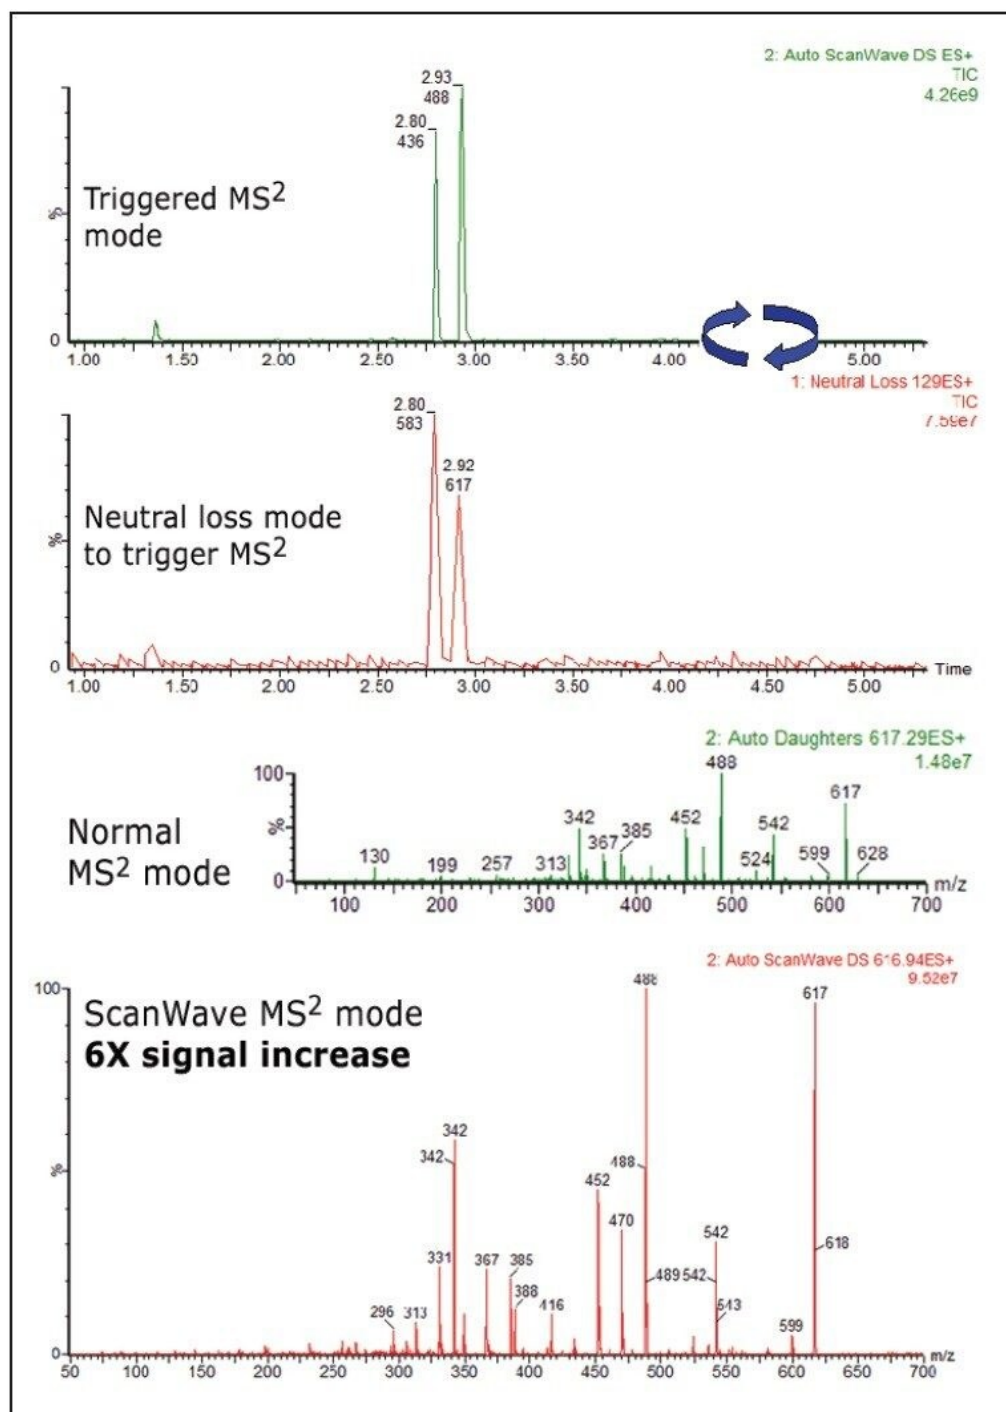 2: Auto ScanWave DS ES+
TIC
4.26e9
2.93
488
2.80
436
Triggered MS2
mode
%
0
1.00 1.50 2.00 2.50 3.00 3.50 4.00 5.00
1: Neutral Loss 129ES+
TIC
7.59e7
2.80
583
2.92
617
Neutral loss mode
to trigger MS2
%
0
Time
1.00 1.50 2.00 2.50 3.00 3.50 4.00 4.50 5.00
2: Auto Daughters 617.29ES+
1.48e7
Normal
MS2 mode
100
%
0
130 199 257 313 342 367 385 452 488 524 542 599 617 628
m/z
100 200 300 400 500 600 700
2: Auto ScanWave DS 616.94ES+
9.52e7
ScanWave MS2 mode
6X signal increase
100
%
0
488
617
342
342
488
452
470
542
618
331 367 385 388 489 542 543
296 313 416 599
m/z
50 100 150 200 250 300 350 400 450 500 550 600 650 700